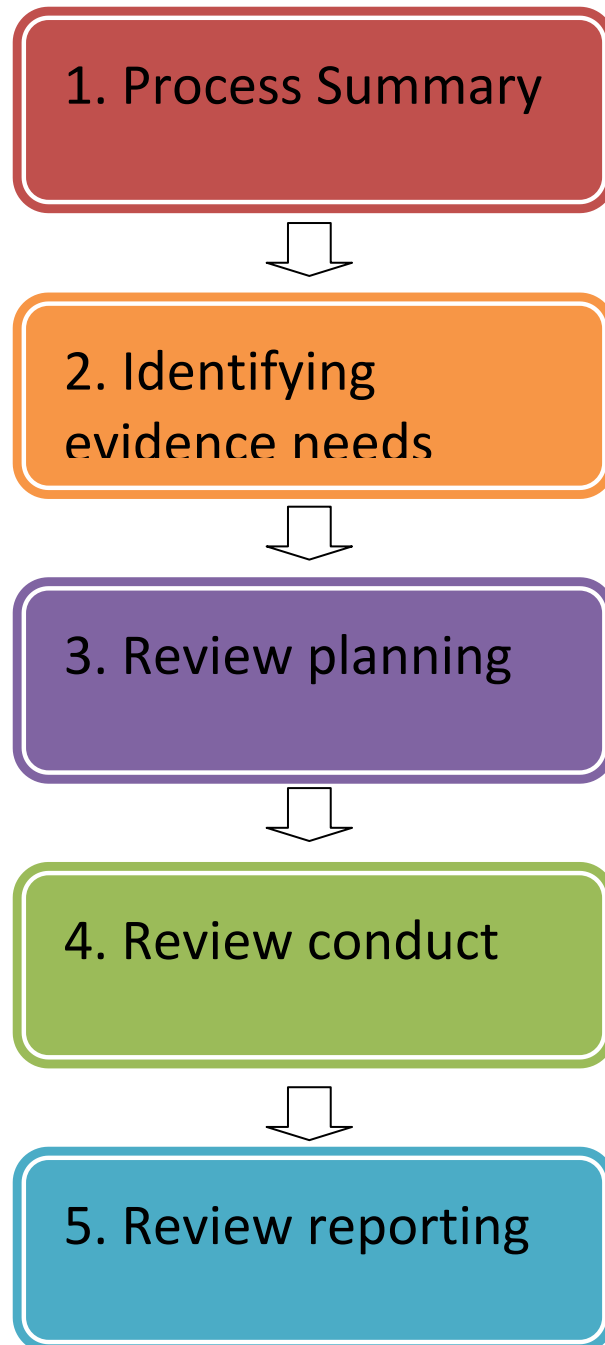 1. Process Summary
2. Identifying
evidence needs
3. Review planning
4. Review conduct
5. Review reporting